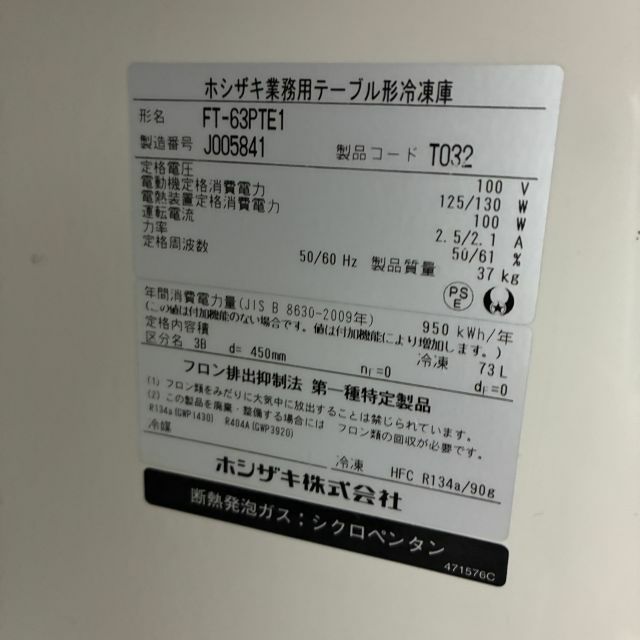 ホシザキ業務用テーブル形冷凍庫
形名 FT-63PTE1
製造番号 J005841 製品コード T032
定格電圧 100 V
電動機定格消費電力 125/130 W
電熱装置定格消費電力 100 W
運転電流 2.5/2.1 A
力率 50/61 %
定格周波数 50/60 Hz 製品質量 37 kg
PS
E
年間消費電力量(JIS B 8630-2009年) 950 kWh/年
(この値は付加機能のない場合です。値は付加機能により増加します。)
定格内容積 冷凍 73 L
区分名 3B d= 450mm nf=0 df=0
フロン排出抑制法 第一種特定製品
(1) フロン類をみだりに大気中に放出することは禁じられています。
(2) この製品を廃棄・整備する場合には フロン類の回収が必要です。
R134a(GWP1430) R404A(GWP3920)
冷媒 冷凍 HFC R134a/90g
ホシザキ株式会社
断熱発泡ガス:シクロペンタン
471576C